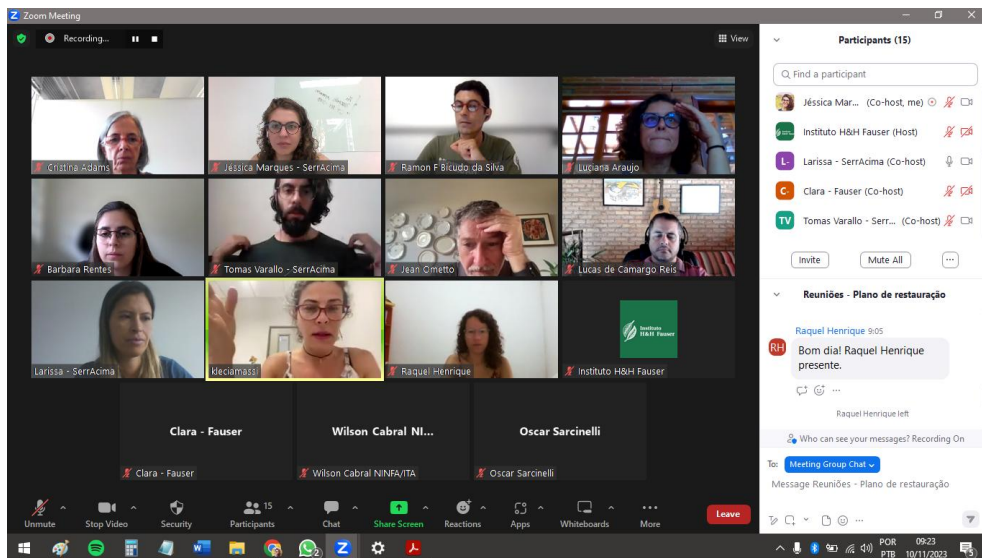 Zoom Meeting
Recording...
View
Cristina Adams
Jéssica Marques - SerrAcima
Ramon F Bicudo da Silva
Luciana Araujo
Barbara Rentes
Tomas Varallo - SerrAcima
Jean Ometto
Lucas de Camargo Reis
Larissa - SerrAcima
kleciamassi
Raquel Henrique
Instituto
H&H Fauser
Instituto H&H Fauser
Clara - Fauser
Wilson Cabral NI...
Oscar Sarcinelli
Clara - Fauser
Wilson Cabral NINFA/ITA
Oscar Sarcinelli
Unmute
Stop Video
Security
15
Participants
Chat
Share Screen
Reactions
Apps
Whiteboards
More
Leave
Participants (15)
Find a participant
Jéssica Mar... (Co-host, me)
Instituto H&H Fauser (Host)
L- Larissa - SerrAcima (Co-host)
C- Clara - Fauser (Co-host)
TV Tomas Varallo - Serr... (Co-host)
Invite
Mute All
Reuniões - Plano de restauração
Raquel Henrique 9:05
RH
Bom dia! Raquel Henrique
presente.
Raquel Henrique left
Who can see your messages? Recording On
To: Meeting Group Chat
Message Reuniões - Plano de restauração
2
POR
PTB
09:23
10/11/2023
5